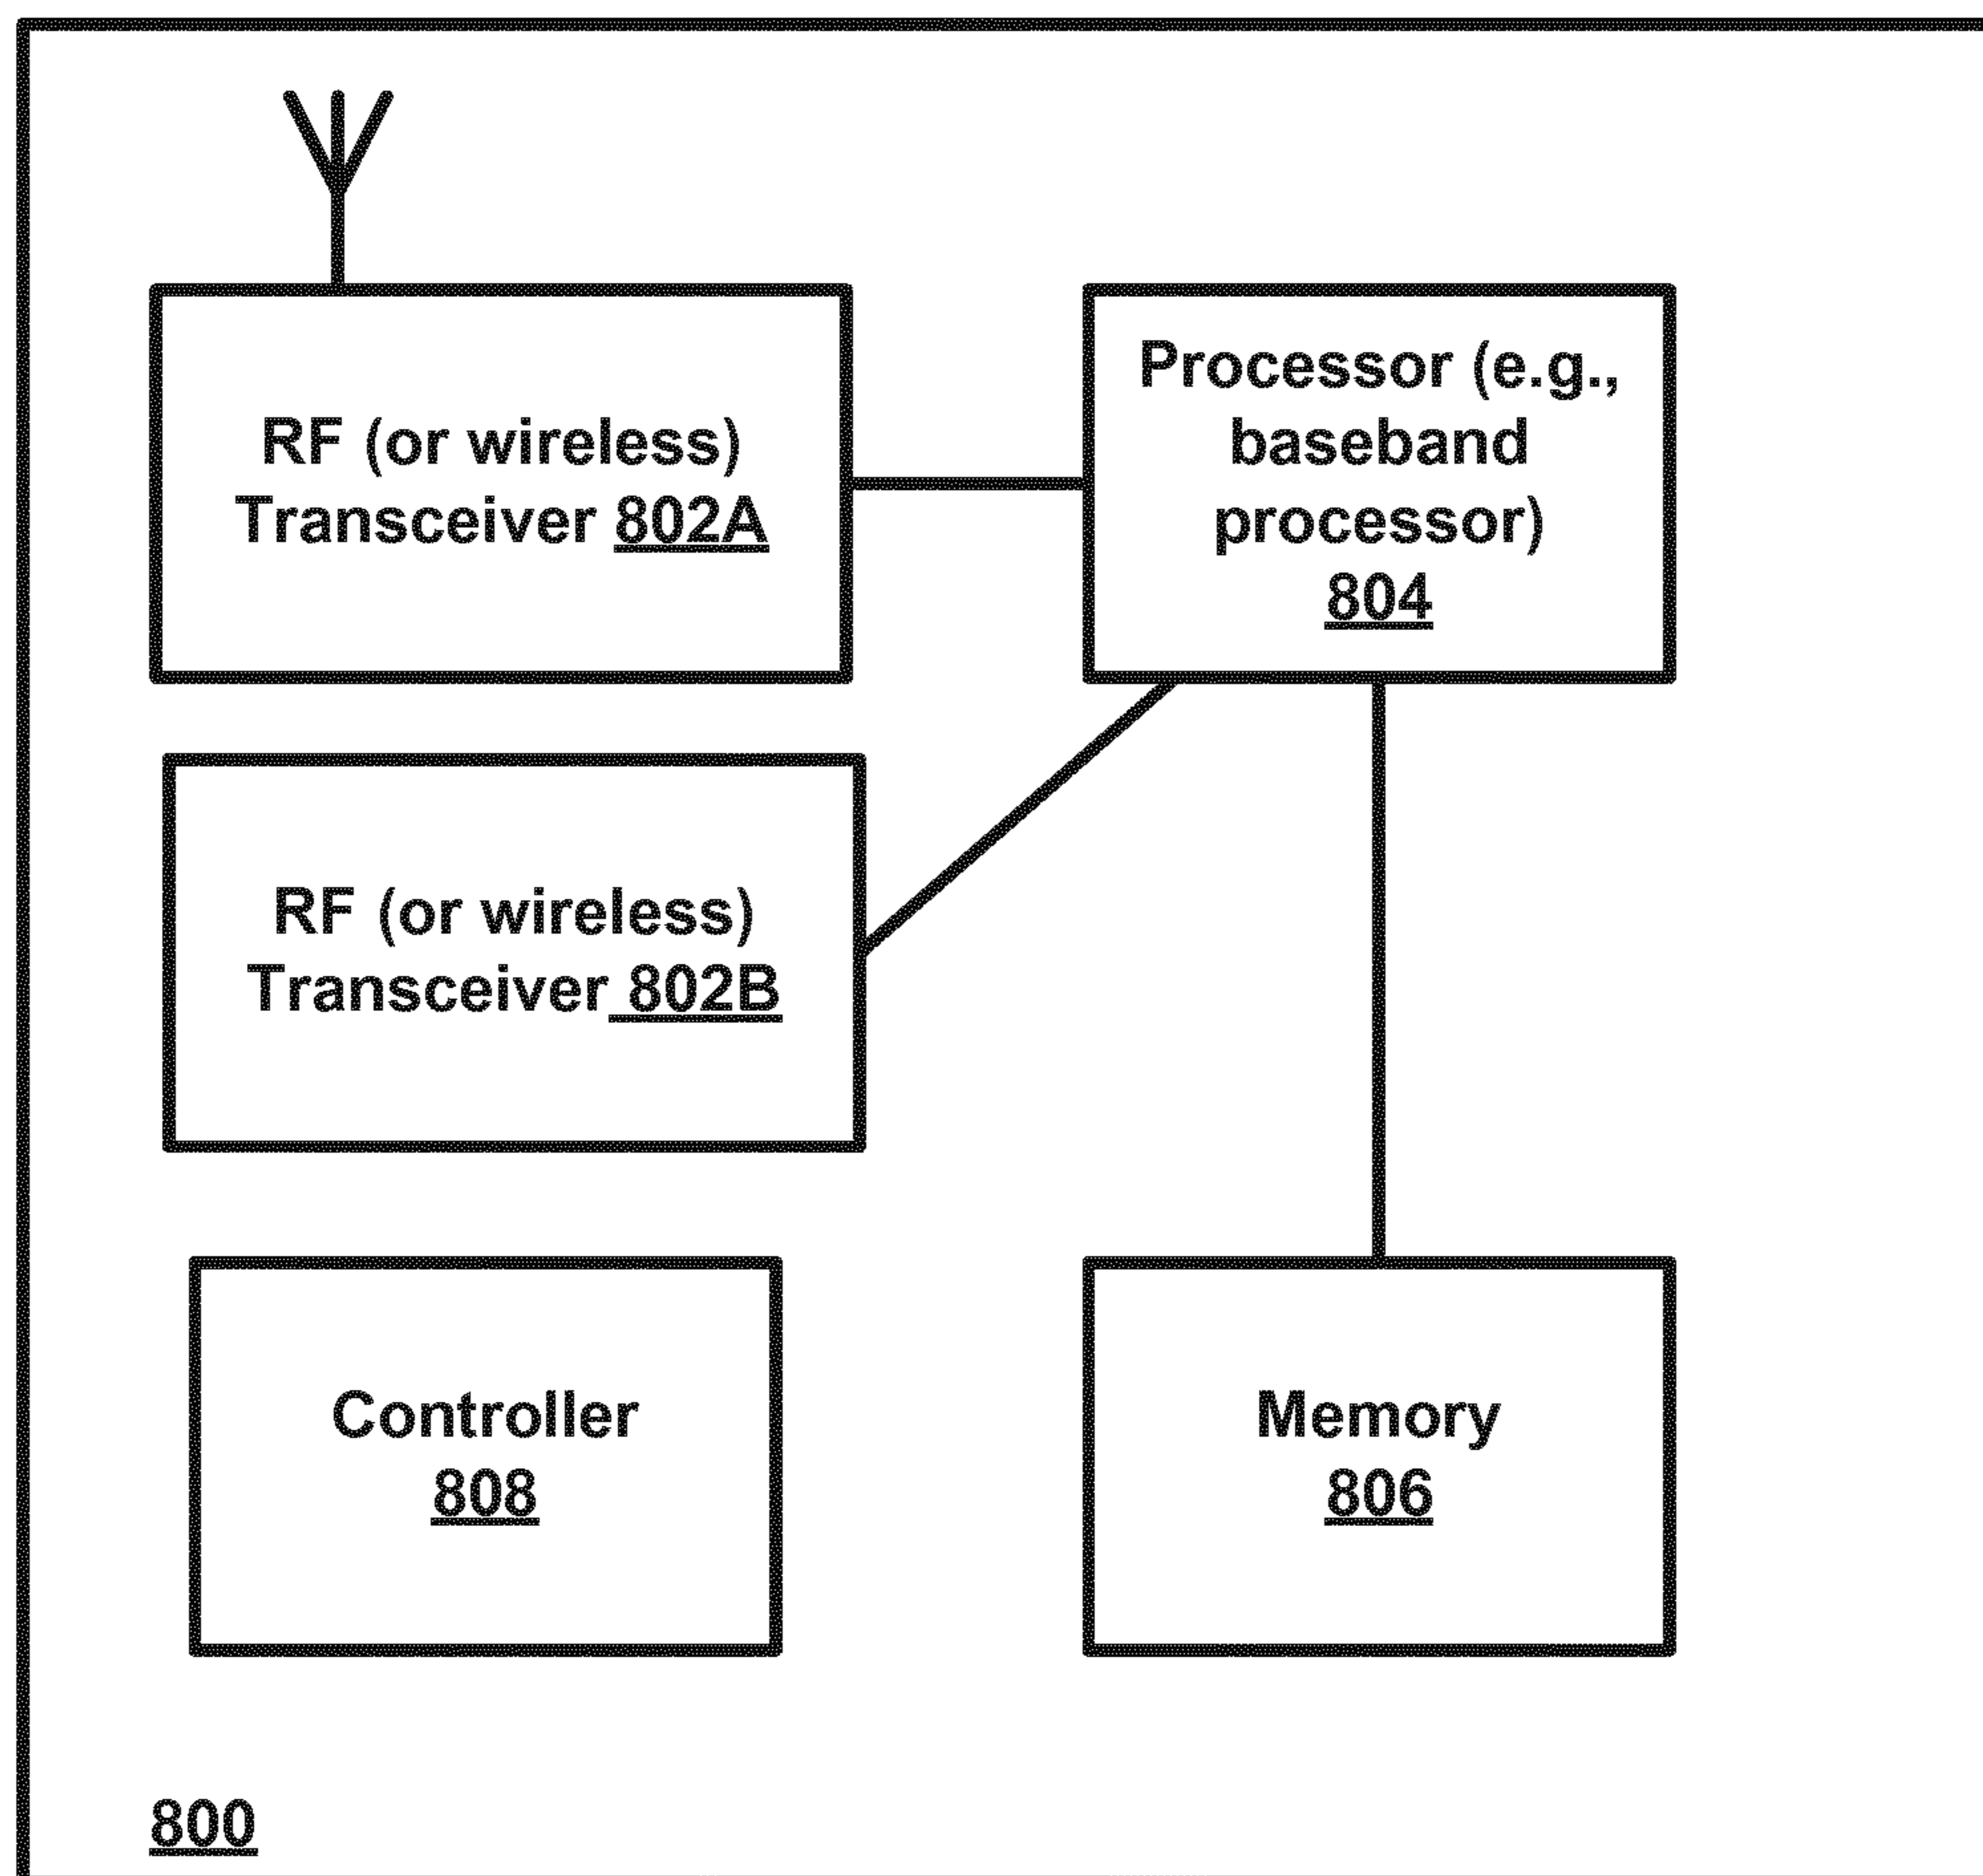 RF (or wireless)
Transceiver 802A
Processor (e.g.,
baseband
processor)
804
RF (or wireless)
Transceiver 802B
Controller
808
Memory
806
800